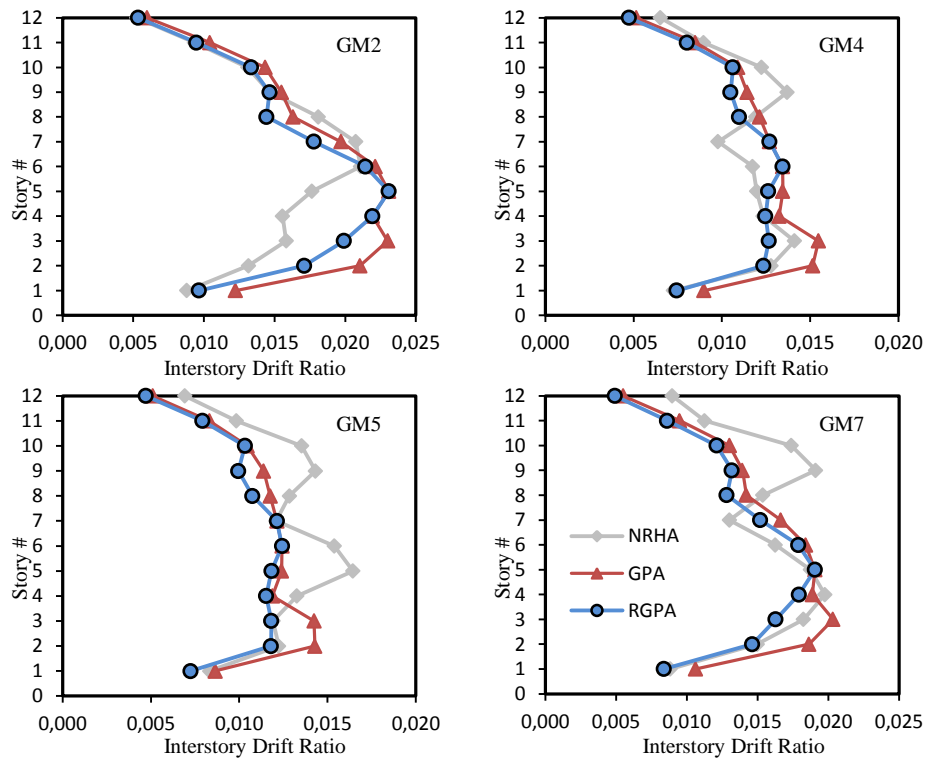 12
11
10
9
8
7
6
5
4
3
2
1
0
Story #
GM2
0,000 0,005 0,010 0,015 0,020 0,025
Interstory Drift Ratio
12
11
10
9
8
7
6
5
4
3
2
1
0
Story #
GM4
0,000 0,005 0,010 0,015 0,020
Interstory Drift Ratio
12
11
10
9
8
7
6
5
4
3
2
1
0
Story #
GM5
0,000 0,005 0,010 0,015 0,020
Interstory Drift Ratio
12
11
10
9
8
7
6
5
4
3
2
1
0
Story #
GM7
NRHA
GPA
RGPA
0,000 0,005 0,010 0,015 0,020 0,025
Interstory Drift Ratio